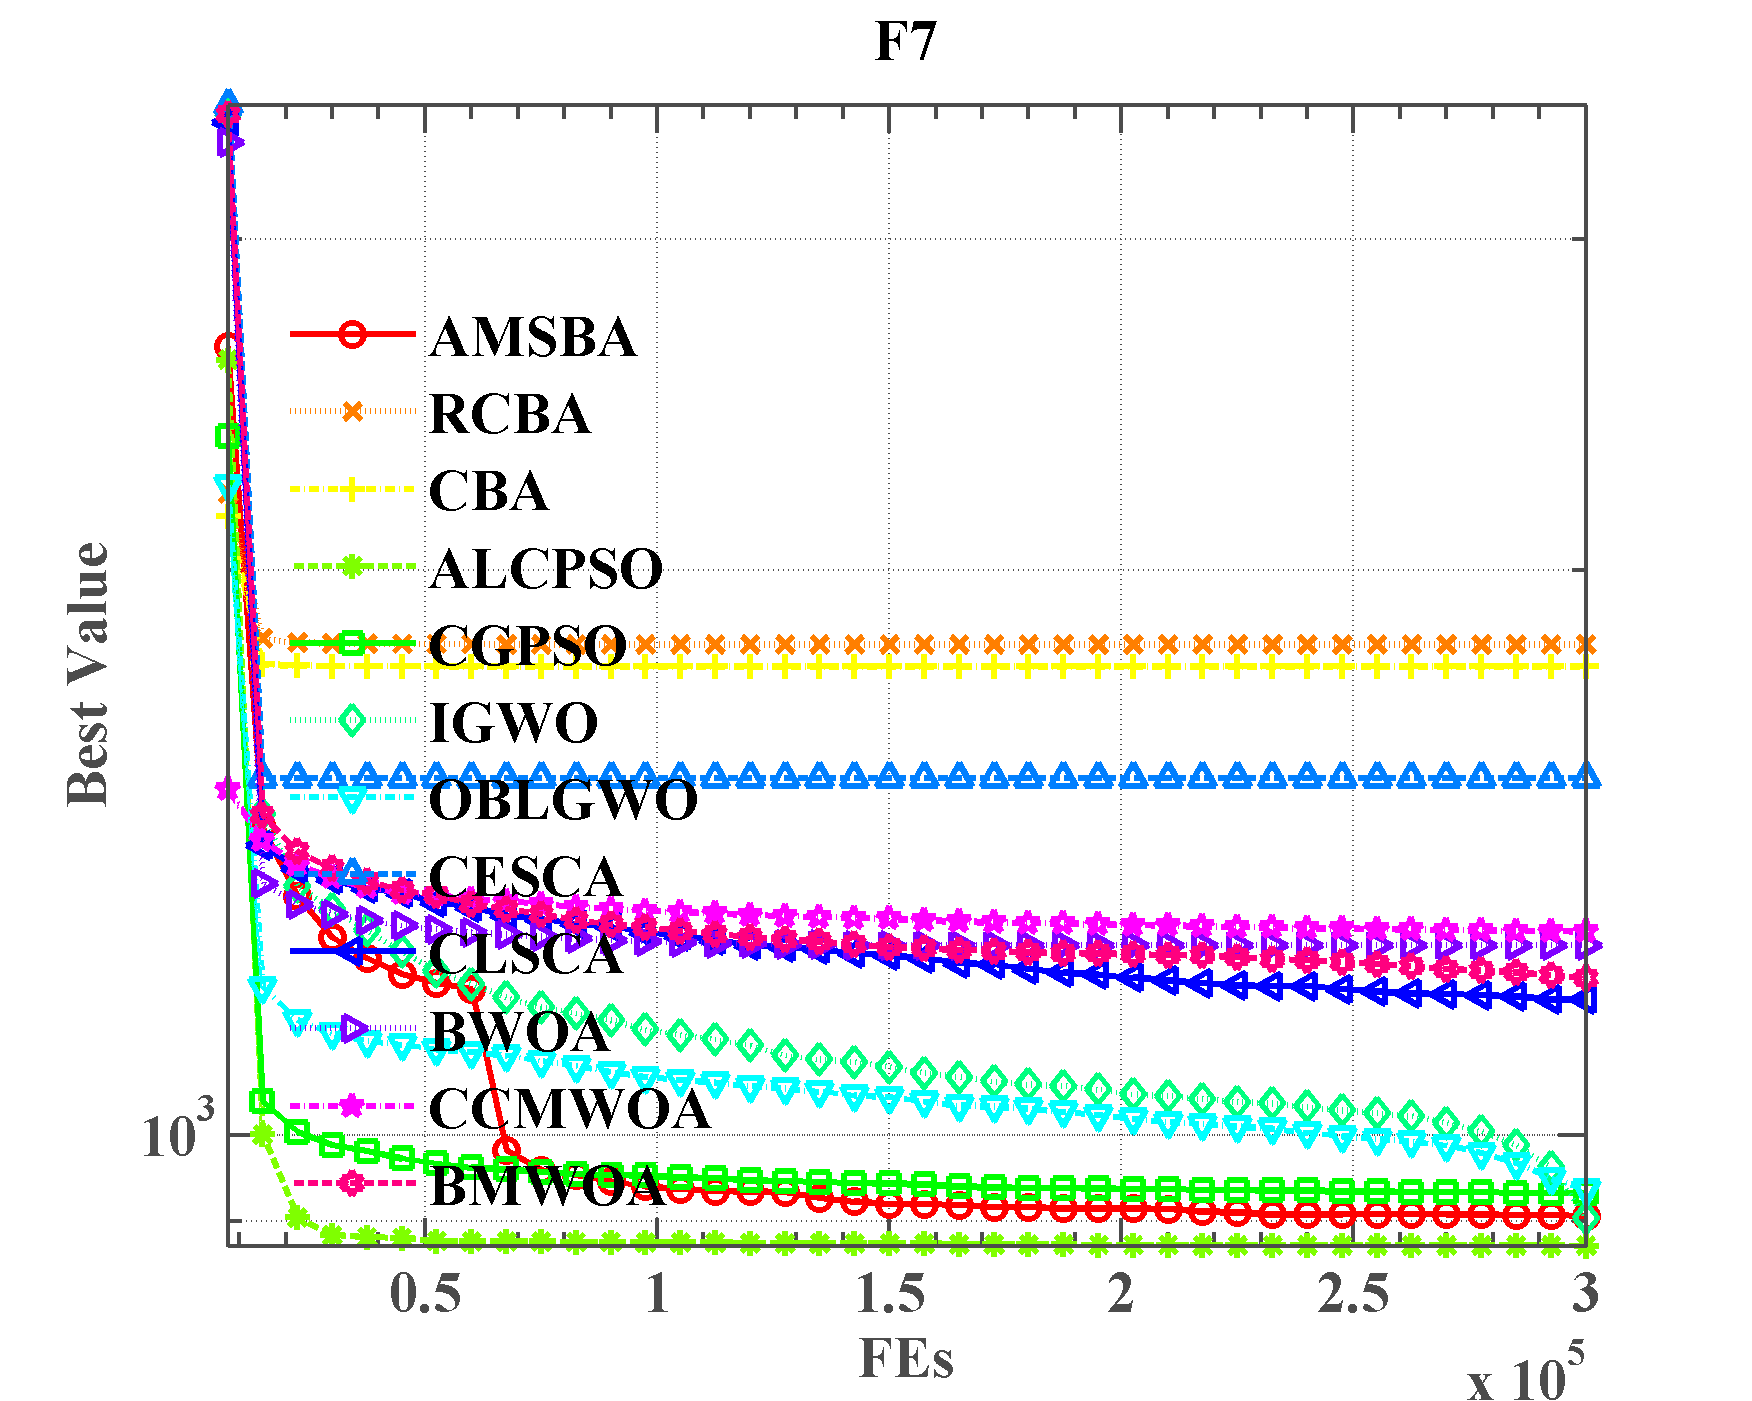 F7
Best Value
AMSBA
RCBA
CBA
ALCPSO
CGPSO
IGWO
OBLGWO
CESCA
CLSCA
BWOA
CCMWOA
BMWOA
10³
0.5 1 1.5 2 2.5 3
FEs
x 10⁵